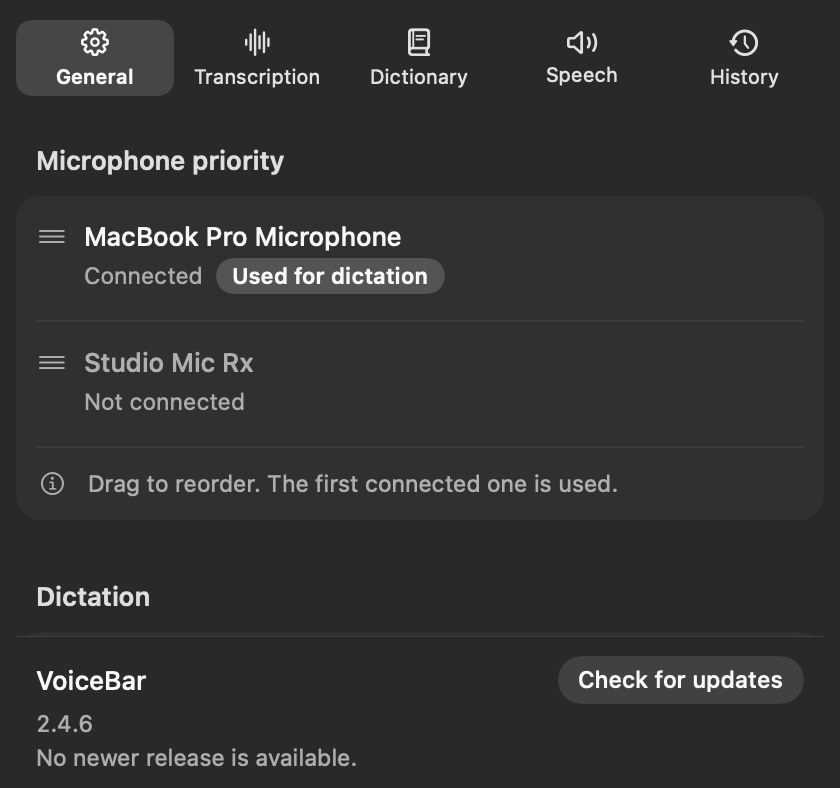 General
Transcription
Dictionary
Speech
History
Microphone priority
MacBook Pro Microphone
Connected
Used for dictation
Studio Mic Rx
Not connected
Drag to reorder. The first connected one is used.
Dictation
VoiceBar
Check for updates
2.4.6
No newer release is available.